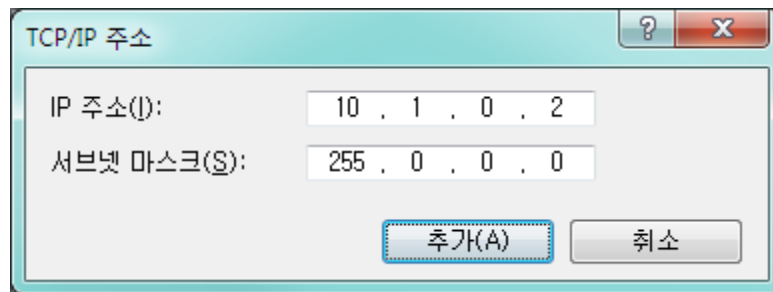 TCP/IP 주소
IP 주소(I): 10 . 1 . 0 . 2
서브넷 마스크(S): 255 . 0 . 0 . 0
추가(A) 취소